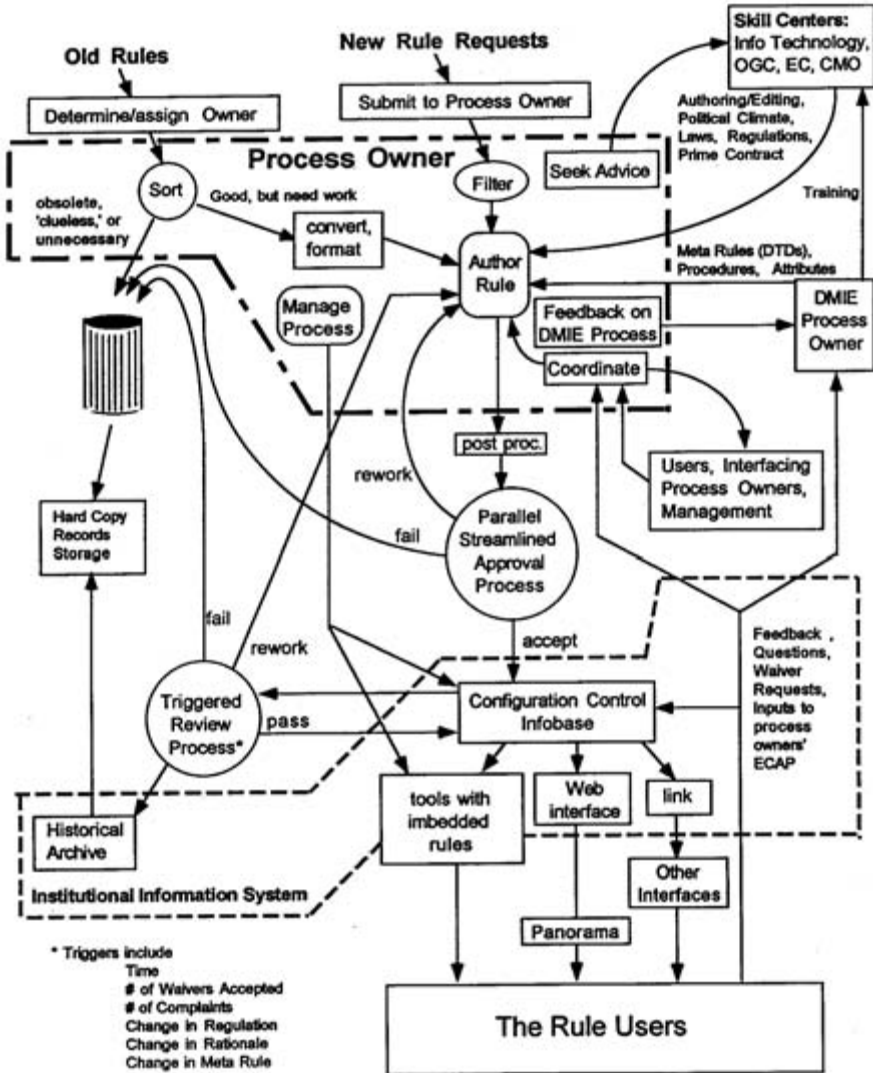 Old Rules
New Rule Requests
Skill Centers:
Info Technology,
OGC, EC, CMO
Determine/assign Owner
Submit to Process Owner
Authoring/Editing,
Political Climate,
Laws, Regulations,
Prime Contract
Process Owner
Seek Advice
Sort
Filter
Training
obsolete,
'clueless,' or
unnecessary
Good, but need work
convert,
format
Author
Rule
Meta Rules (DTDs),
Procedures, Attributes
Manage
Process
Feedback on
DMIE Process
DMIE
Process
Owner
Coordinate
post proc.
rework
Users, Interfacing
Process Owners,
Management
Hard Copy
Records
Storage
fail
Parallel
Streamlined
Approval
Process
fail
rework
accept
Feedback ,
Questions,
Waiver
Requests,
Inputs to
process
owners'
ECAP
Triggered
Review
Process*
pass
Configuration Control
Infobase
tools with
imbedded
rules
Web
interface
link
Historical
Archive
Other
Interfaces
Institutional Information System
Panorama
* Triggers include
Time
# of Waivers Accepted
# of Complaints
Change in Regulation
Change in Rationale
Change in Meta Rule
The Rule Users